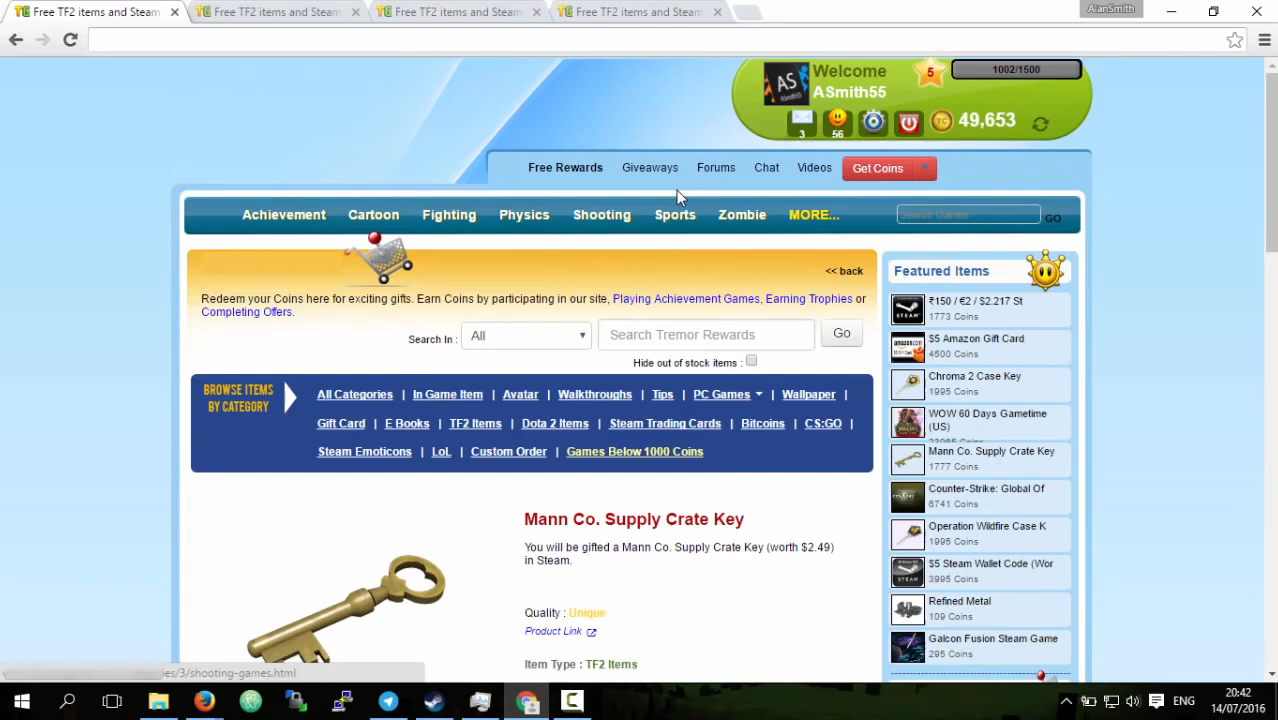 Free TF2 items and Steam
Free TF2 items and Steam
Free TF2 items and Steam
Free TF2 items and Steam
AlanSmith
Welcome
ASmith55
5
1002/1500
AS
3
56
49,653
Free Rewards
Giveaways
Forums
Chat
Videos
Get Coins
Achievement
Cartoon
Fighting
Physics
Shooting
Sports
Zombie
MORE...
Search Games
GO
<< back
Redeem your Coins here for exciting gifts. Earn Coins by participating in our site, Playing Achievement Games, Earning Trophies or
Completing Offers.
Search In :
All
Search Tremor Rewards
Go
Hide out of stock items :
BROWSE ITEMS
BY CATEGORY
All Categories | In Game Item | Avatar | Walkthroughs | Tips | PC Games | Wallpaper |
Gift Card | E Books | TF2 Items | Dota 2 Items | Steam Trading Cards | Bitcoins | CS:GO |
Steam Emoticons | LoL | Custom Order | Games Below 1000 Coins
Mann Co. Supply Crate Key
You will be gifted a Mann Co. Supply Crate Key (worth $2.49)
in Steam.
Quality : Unique
Product Link
Item Type : TF2 Items
Featured Items
₹150 / €2 / $2.217 St
1773 Coins
$5 Amazon Gift Card
4500 Coins
Chroma 2 Case Key
1995 Coins
WOW 60 Days Gametime
(US)
Mann Co. Supply Crate Key
1777 Coins
Counter-Strike: Global Of
6741 Coins
Operation Wildfire Case K
1995 Coins
$5 Steam Wallet Code (Wor
3995 Coins
Refined Metal
109 Coins
Galcon Fusion Steam Game
295 Coins
ies/3/shooting-games.html
ENG
20:42
14/07/2016